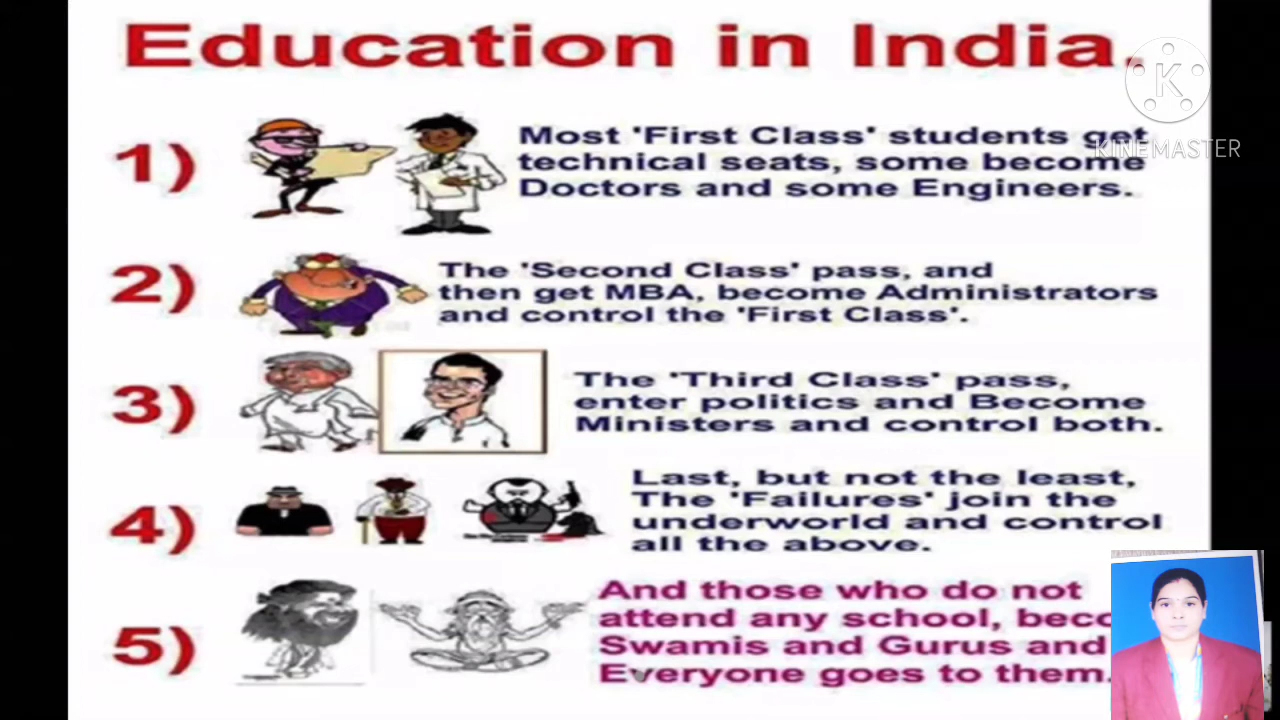 Education in India.
K
KINEMASTER
1)
Most 'First Class' students get
technical seats, some become
Doctors and some Engineers.
2)
The 'Second Class' pass, and
then get MBA, become Administrators
and control the 'First Class'.
3)
The 'Third Class' pass,
enter politics and Become
Ministers and control both.
4)
Last, but not the least,
The 'Failures' join the
underworld and control
all the above.
5)
And those who do not
attend any school, beco
Swamis and Gurus and
Everyone goes to them.